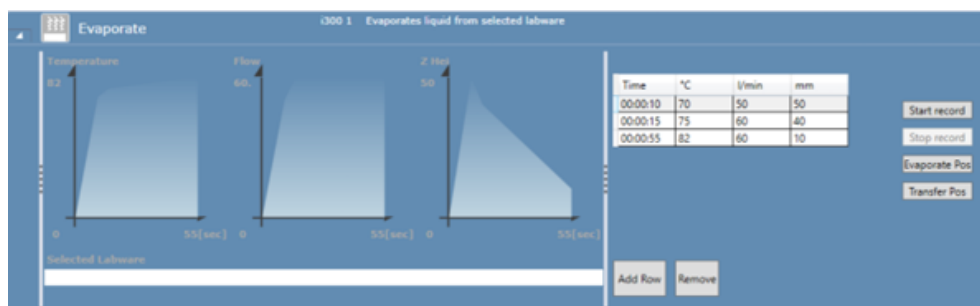 Evaporate
i300 1 Evaporates liquid from selected labware
Temperature
82
0
55[sec]
Flow
60.
0
55[sec]
Z Hei
50
0
55[sec]
Selected Labware
Time °C l/min mm
00:00:10 70 50 50
00:00:15 75 60 40
00:00:55 82 60 10
Start record
Stop record
Evaporate Pos
Transfer Pos
Add Row
Remove